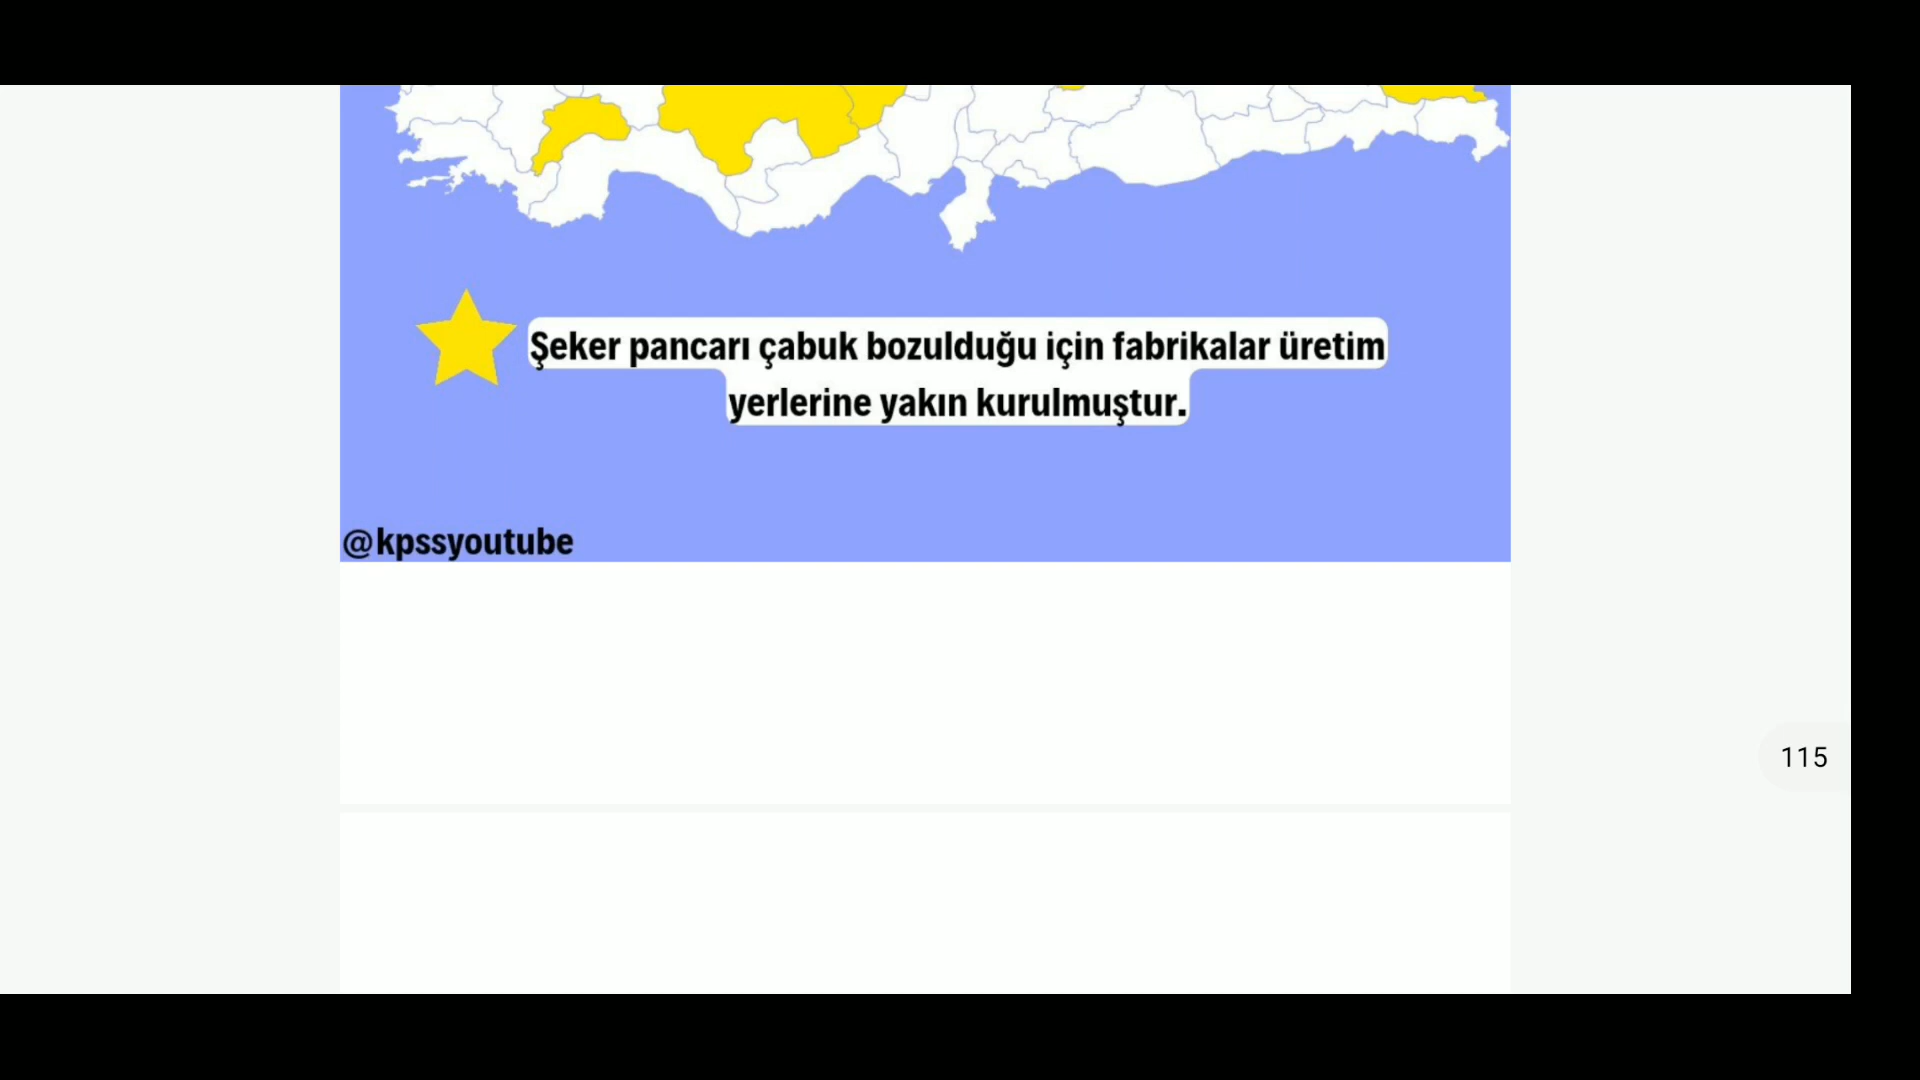 Şeker pancarı çabuk bozulduğu için fabrikalar üretim
yerlerine yakın kurulmuştur.
@kpssyoutube
115